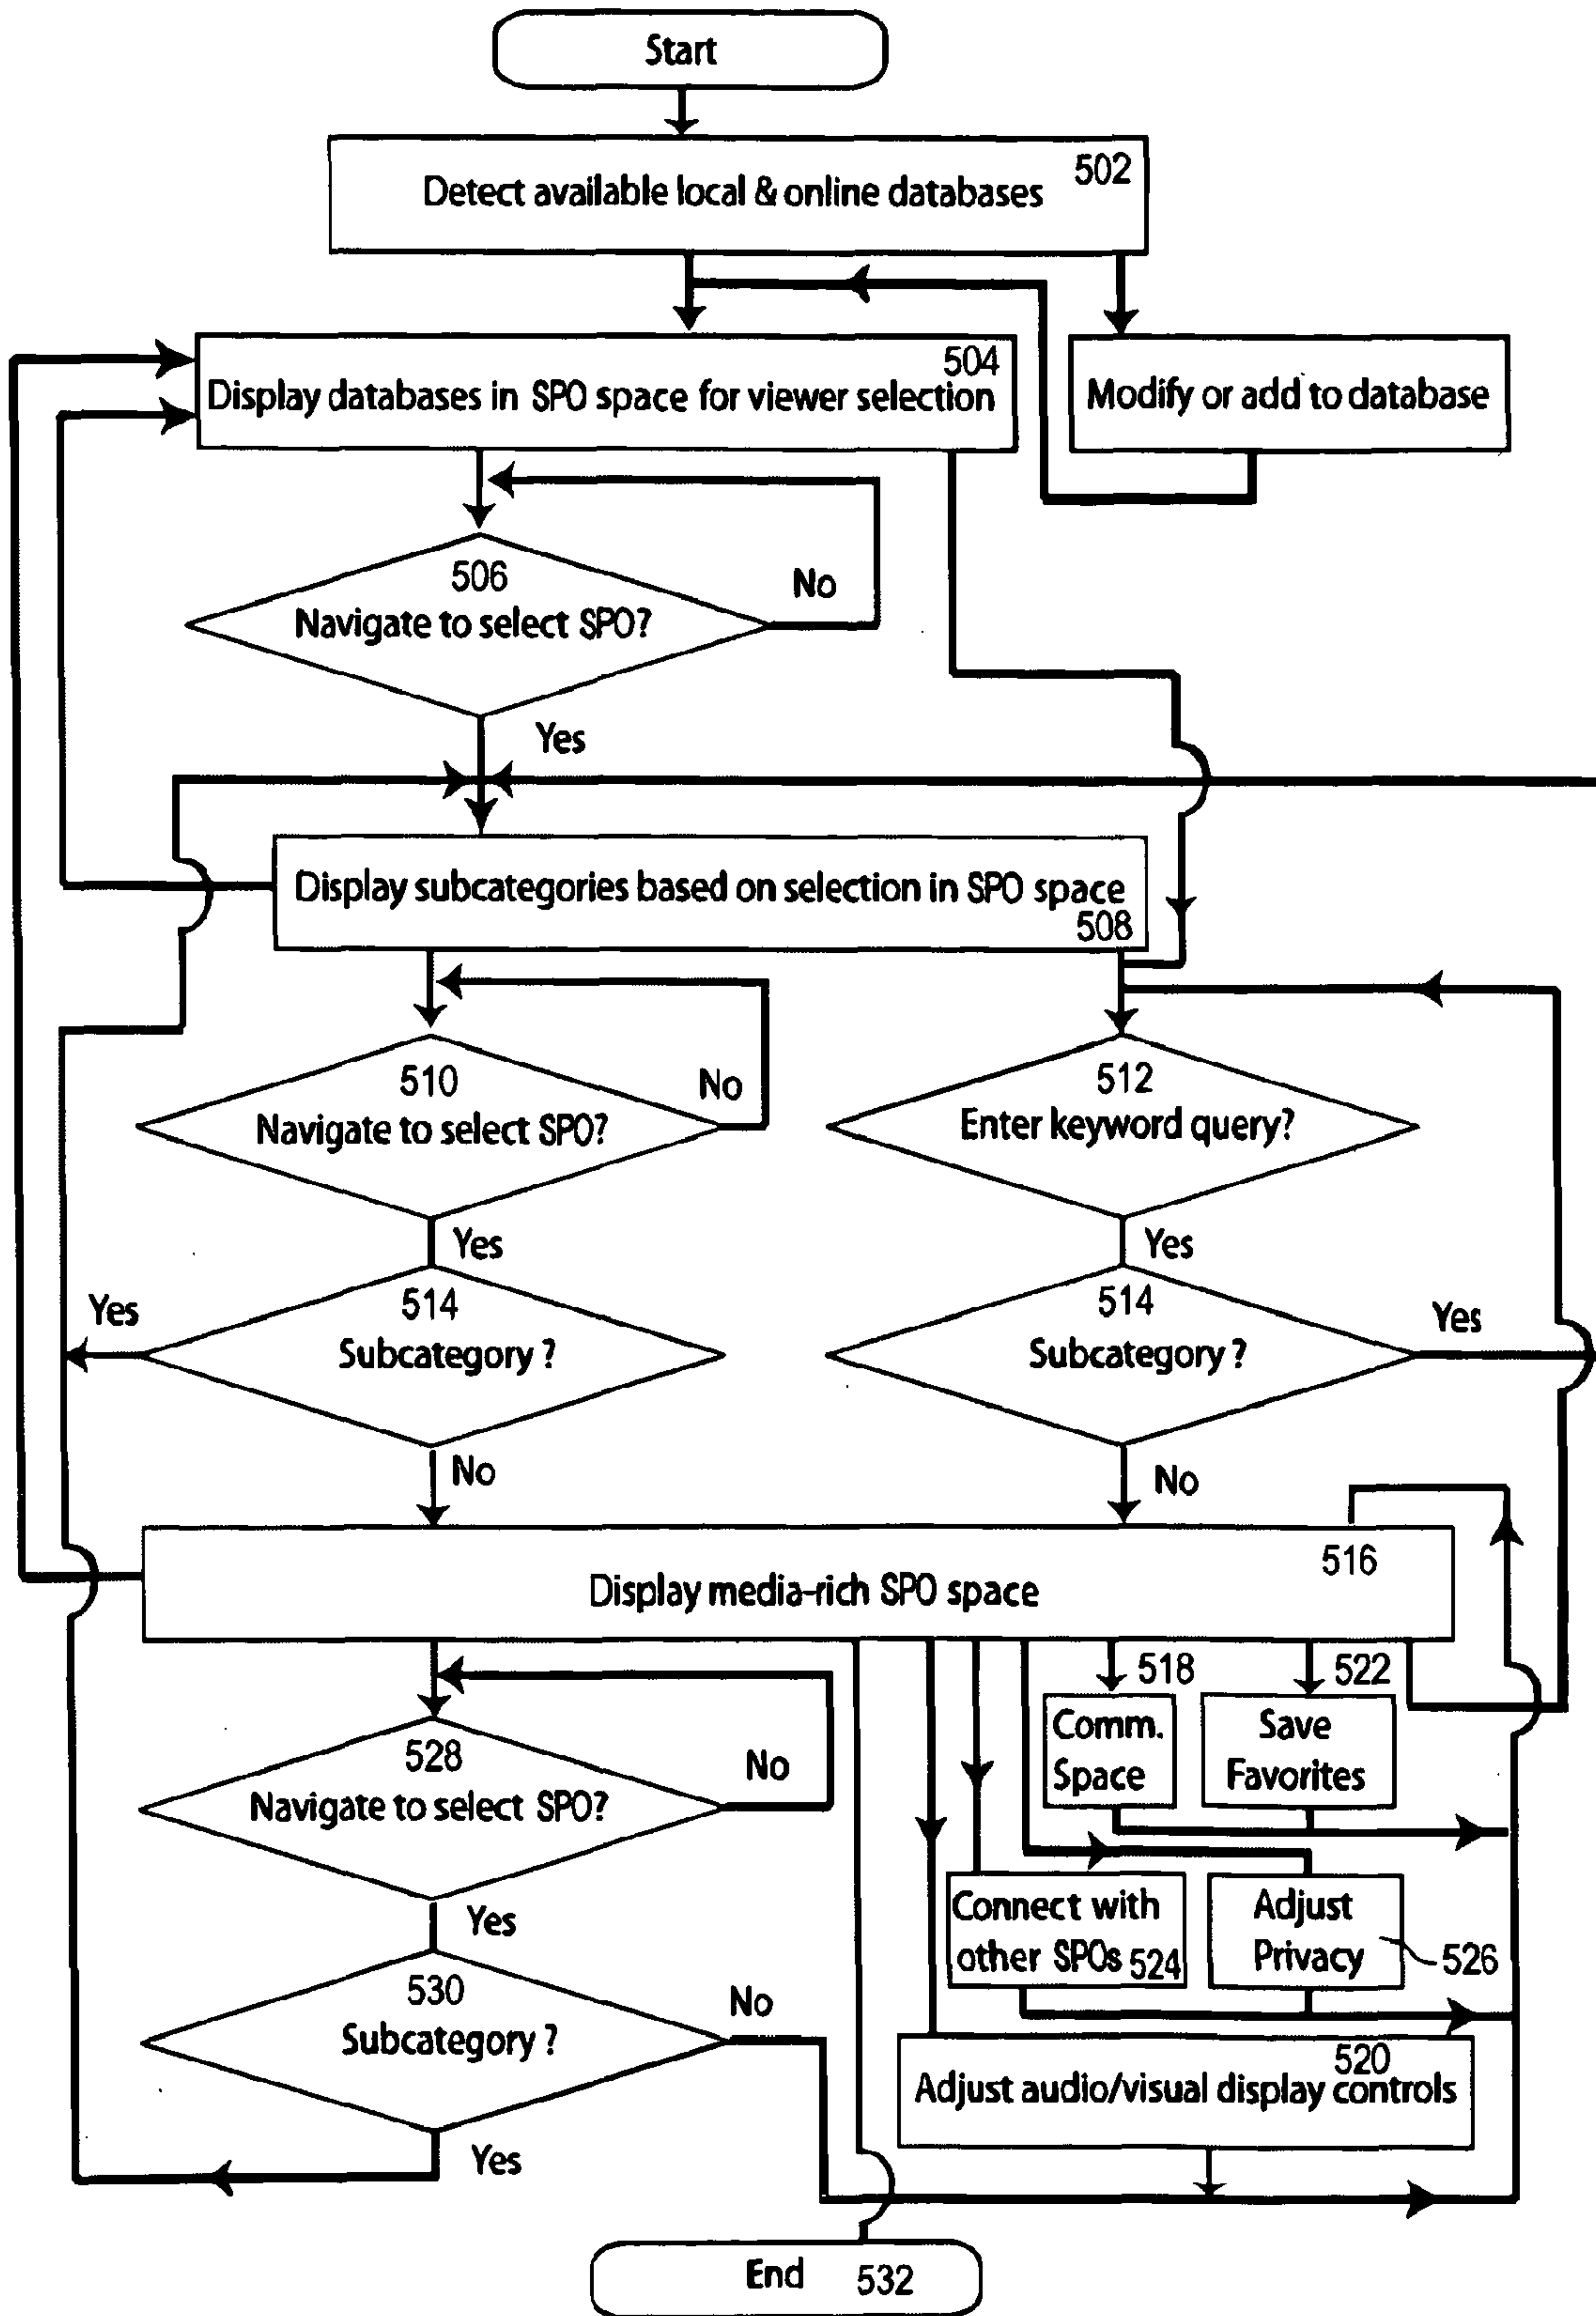 Start
502
Detect available local & online databases
504
Display databases in SPO space for viewer selection
Modify or add to database
506
Navigate to select SPO?
No
Yes
Display subcategories based on selection in SPO space
508
510
Navigate to select SPO?
No
512
Enter keyword query?
Yes
Yes
514
Subcategory ?
Yes
514
Subcategory ?
Yes
No
No
516
Display media-rich SPO space
518
522
Comm.
Space
Save
Favorites
528
Navigate to select SPO?
No
Yes
Connect with
other SPOs 524
Adjust
Privacy
526
530
Subcategory ?
No
Yes
520
Adjust audio/visual display controls
End 532